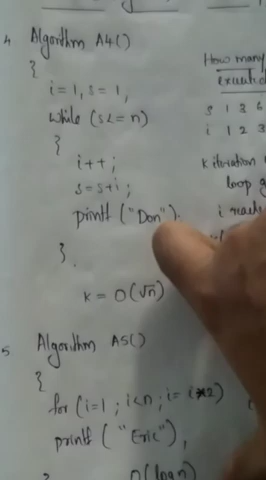 4 Algorithm A4()
{
i = 1, s = 1,
while (s <= n)
{
i++ ;
s = s+i ;
printf ("Don").
}.
k = O(√n)
How many
s 1 3 6
i 1 2 3
K iteration
loop
i
5 Algorithm A5()
{
for (i=1 ; i<n ; i = i*2)
printf ( "Eric") ,
}
O(log n)